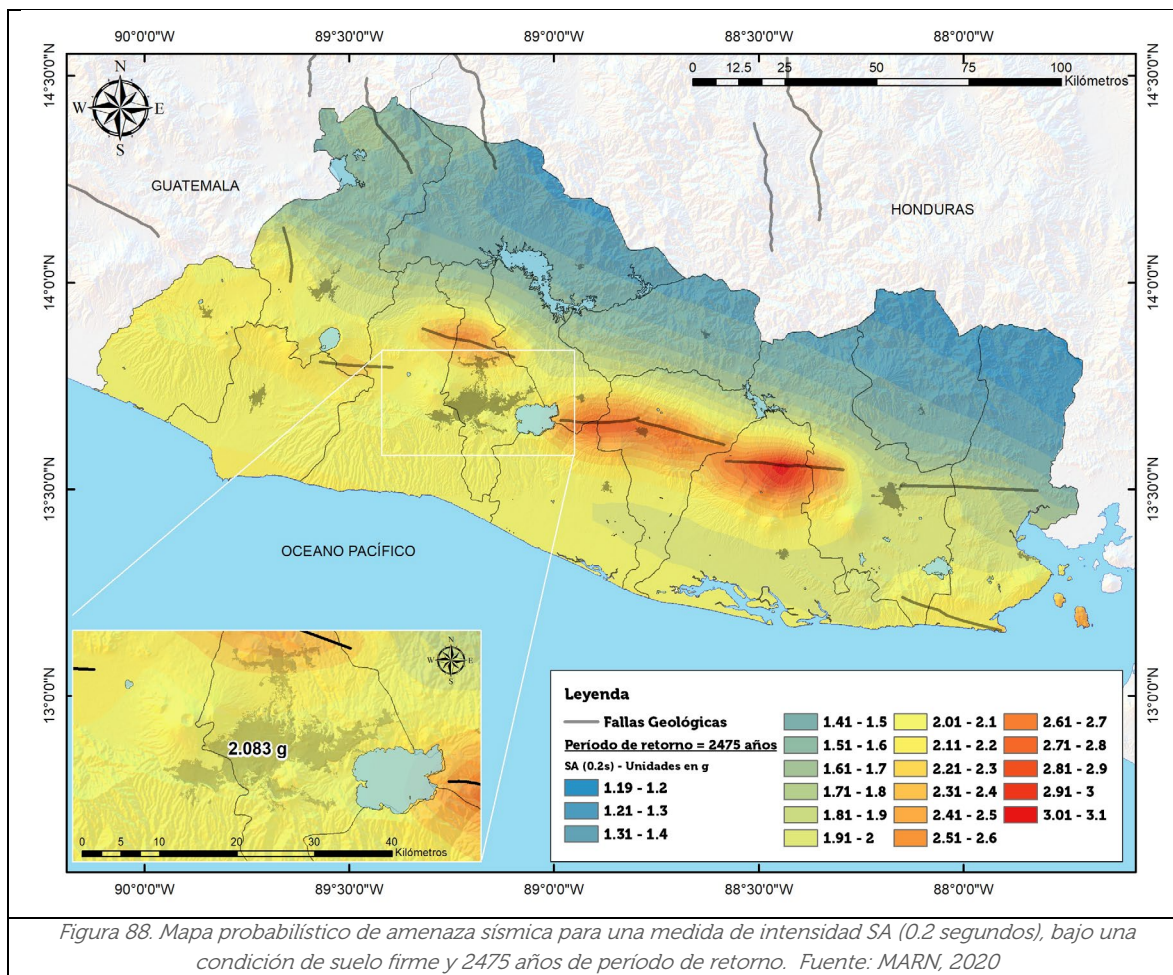 90°0'0"W 89°30'0"W 89°0'0"W 88°30'0"W 88°0'0"W
14°30'0"N
14°30'0"N
N
W E
S
0 12.5 25 50 75 100
Kilómetros
GUATEMALA
HONDURAS
14°0'0"N
14°0'0"N
13°30'0"N
13°30'0"N
OCEANO PACÍFICO
13°0'0"N
13°0'0"N
N
W E
S
2.083 g
0 5 10 20 30 40
Kilómetros
Leyenda
Fallas Geológicas
Período de retorno = 2475 años
SA (0.2s) - Unidades en g
1.19 - 1.2
1.21 - 1.3
1.31 - 1.4
1.41 - 1.5
1.51 - 1.6
1.61 - 1.7
1.71 - 1.8
1.81 - 1.9
1.91 - 2
2.01 - 2.1
2.11 - 2.2
2.21 - 2.3
2.31 - 2.4
2.41 - 2.5
2.51 - 2.6
2.61 - 2.7
2.71 - 2.8
2.81 - 2.9
2.91 - 3
3.01 - 3.1
90°0'0"W 89°30'0"W 89°0'0"W 88°30'0"W 88°0'0"W
Figura 88. Mapa probabilístico de amenaza sísmica para una medida de intensidad SA (0.2 segundos), bajo una
condición de suelo firme y 2475 años de período de retorno. Fuente: MARN, 2020